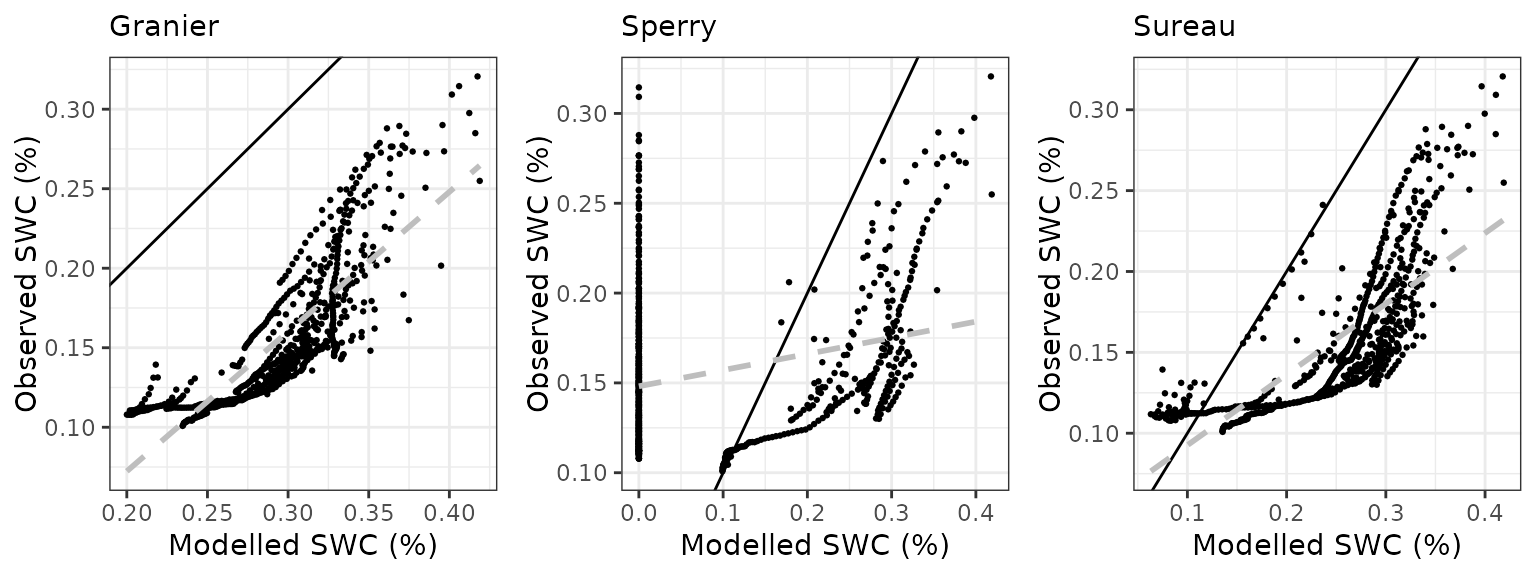 Granier
Sperry
Sureau
Observed SWC (%)
0.30
0.25
0.20
0.15
0.10
0.20 0.25 0.30 0.35 0.40
Modelled SWC (%)
Observed SWC (%)
0.30
0.25
0.20
0.15
0.10
0.0 0.1 0.2 0.3 0.4
Modelled SWC (%)
Observed SWC (%)
0.30
0.25
0.20
0.15
0.10
0.1 0.2 0.3 0.4
Modelled SWC (%)